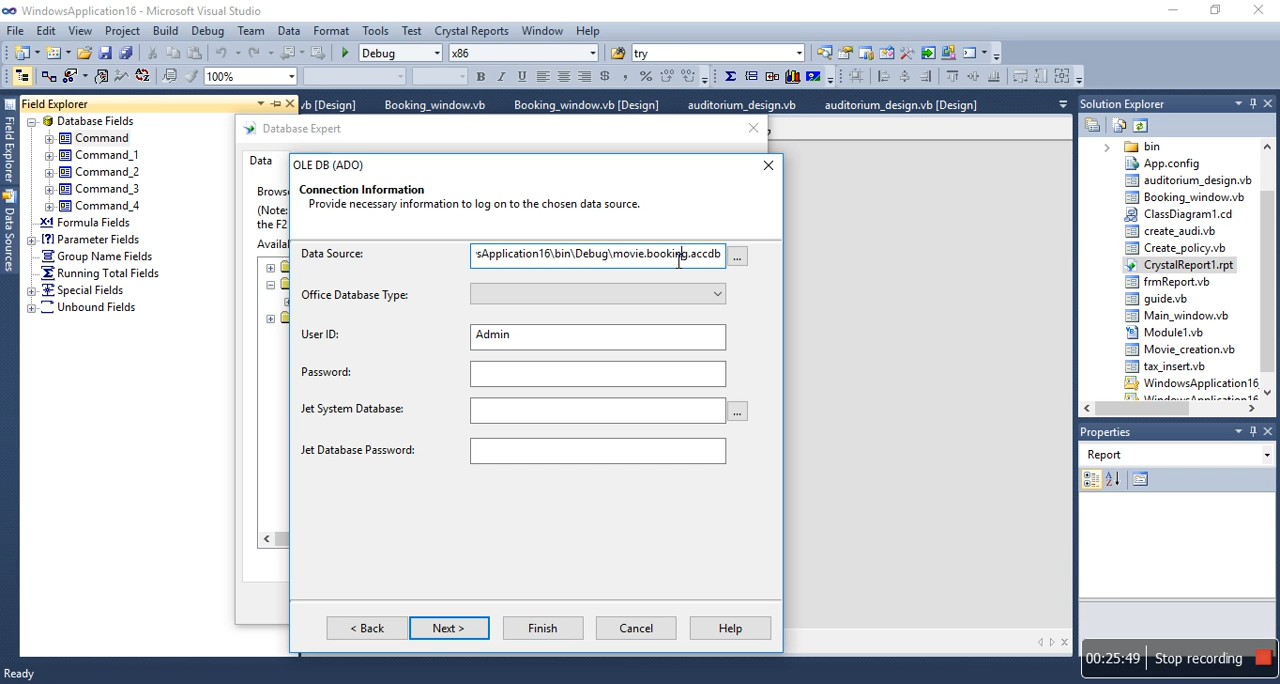 WindowsApplication16 - Microsoft Visual Studio
File Edit View Project Build Debug Team Data Format Tools Test Crystal Reports Window Help
Debug x86 try
100%
Field Explorer
Database Fields
Command
Command_1
Command_2
Command_3
Command_4
Formula Fields
Parameter Fields
Group Name Fields
Running Total Fields
Special Fields
Unbound Fields
Field Explorer
Data Sources
.vb [Design] Booking_window.vb Booking_window.vb [Design] auditorium_design.vb auditorium_design.vb [Design]
Database Expert
Data
Browse
(Note:
the F2
Availal
OLE DB (ADO)
Connection Information
Provide necessary information to log on to the chosen data source.
Data Source: sApplication16\bin\Debug\movie.booking.accdb ...
Office Database Type:
User ID: Admin
Password:
Jet System Database: ...
Jet Database Password:
< Back Next > Finish Cancel Help
Solution Explorer
bin
App.config
auditorium_design.vb
Booking_window.vb
ClassDiagram1.cd
create_audi.vb
Create_policy.vb
CrystalReport1.rpt
frmReport.vb
guide.vb
Main_window.vb
Module1.vb
Movie_creation.vb
tax_insert.vb
WindowsApplication16
Properties
Report
00:25:49 Stop recording
Ready